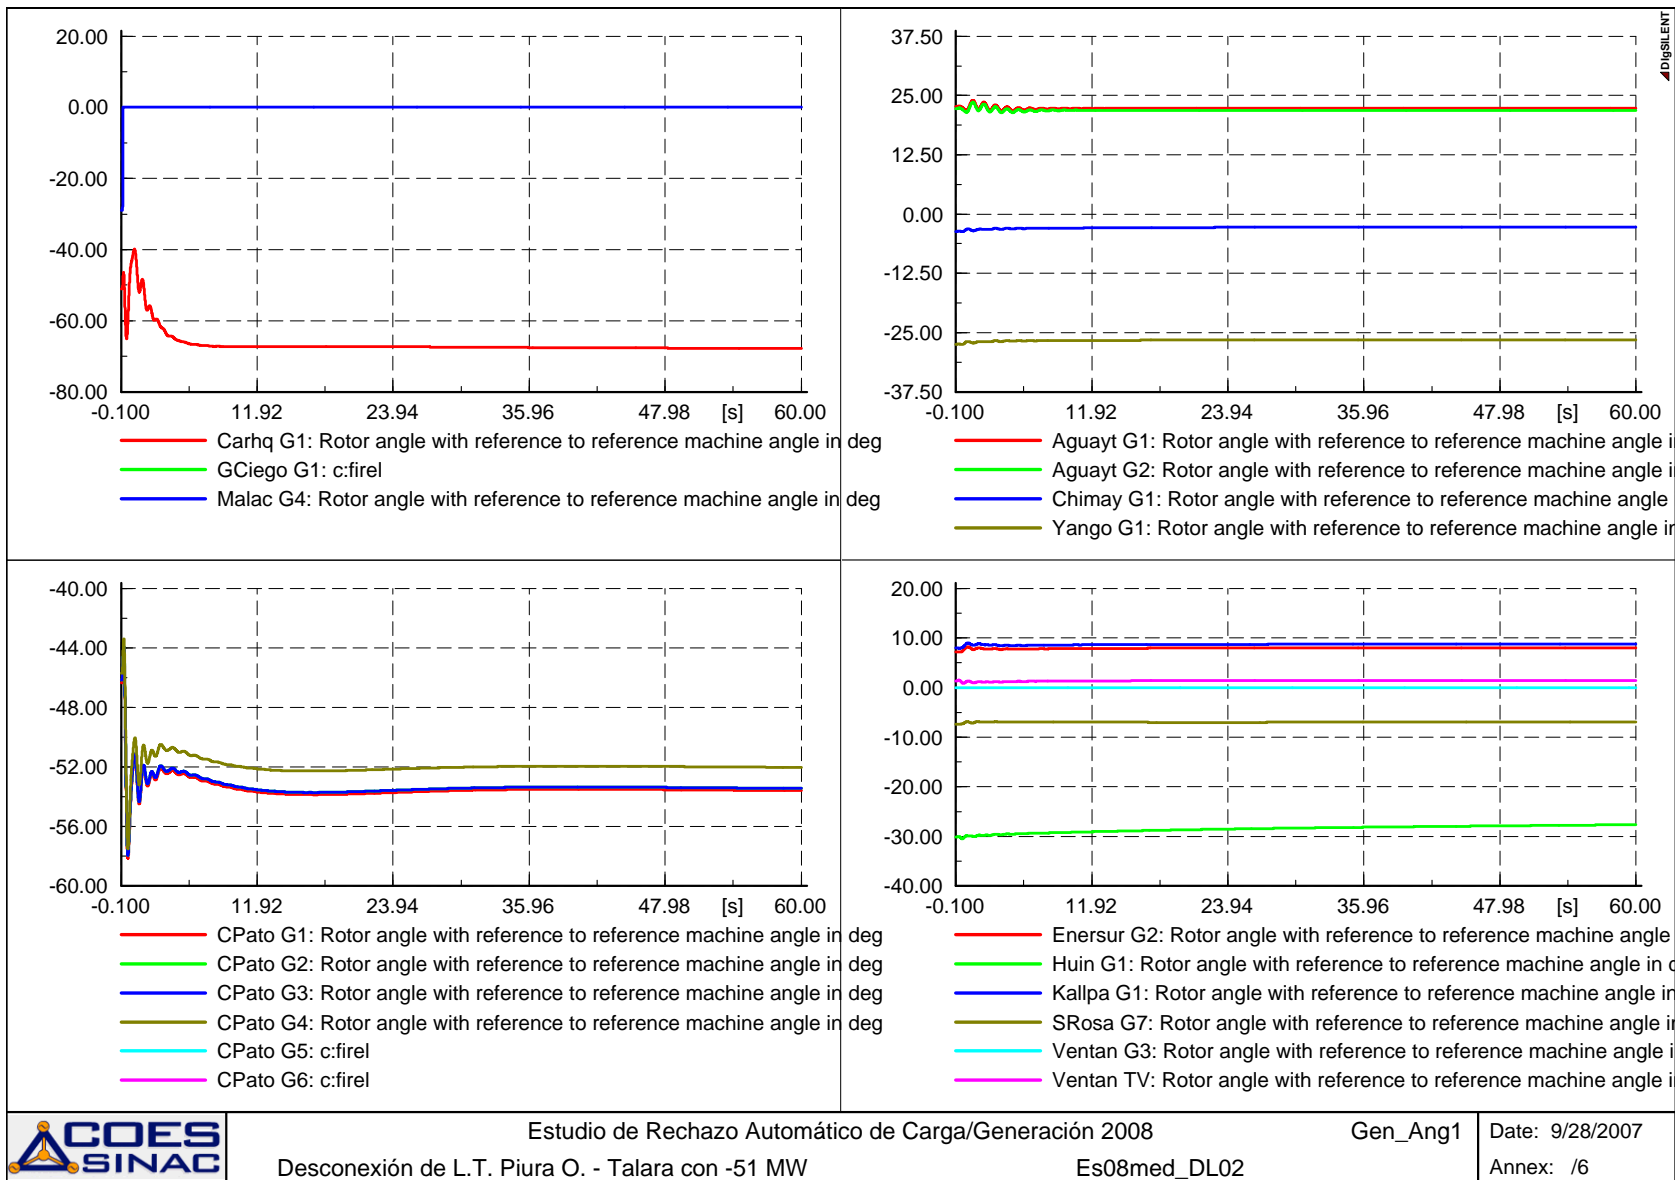 DIgSILENT
20.00
0.00
-20.00
-40.00
-60.00
-80.00
-0.100 11.92 23.94 35.96 47.98 [s] 60.00
Carhq G1: Rotor angle with reference to reference machine angle in deg
GCiego G1: c:firel
Malac G4: Rotor angle with reference to reference machine angle in deg
37.50
25.00
12.50
0.00
-12.50
-25.00
-37.50
-0.100 11.92 23.94 35.96 47.98 [s] 60.00
Aguayt G1: Rotor angle with reference to reference machine angle i
Aguayt G2: Rotor angle with reference to reference machine angle i
Chimay G1: Rotor angle with reference to reference machine angle
Yango G1: Rotor angle with reference to reference machine angle in
-40.00
-44.00
-48.00
-52.00
-56.00
-60.00
-0.100 11.92 23.94 35.96 47.98 [s] 60.00
CPato G1: Rotor angle with reference to reference machine angle in deg
CPato G2: Rotor angle with reference to reference machine angle in deg
CPato G3: Rotor angle with reference to reference machine angle in deg
CPato G4: Rotor angle with reference to reference machine angle in deg
CPato G5: c:firel
CPato G6: c:firel
20.00
10.00
0.00
-10.00
-20.00
-30.00
-40.00
-0.100 11.92 23.94 35.96 47.98 [s] 60.00
Enersur G2: Rotor angle with reference to reference machine angle
Huin G1: Rotor angle with reference to reference machine angle in d
Kallpa G1: Rotor angle with reference to reference machine angle in
SRosa G7: Rotor angle with reference to reference machine angle i
Ventan G3: Rotor angle with reference to reference machine angle i
Ventan TV: Rotor angle with reference to reference machine angle i
COES
SINAC
Estudio de Rechazo Automático de Carga/Generación 2008 Gen_Ang1
Desconexión de L.T. Piura O. - Talara con -51 MW Es08med_DL02
Date: 9/28/2007
Annex: /6